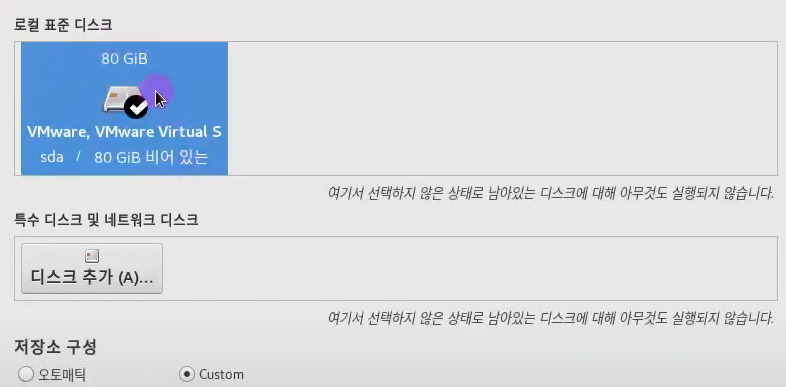 로컬 표준 디스크
80 GiB
VMware, VMware Virtual S
sda / 80 GiB 비어 있는
여기서 선택하지 않은 상태로 남아있는 디스크에 대해 아무것도 실행되지 않습니다.
특수 디스크 및 네트워크 디스크
디스크 추가 (A)...
여기서 선택하지 않은 상태로 남아있는 디스크에 대해 아무것도 실행되지 않습니다.
저장소 구성
오토매틱 Custom